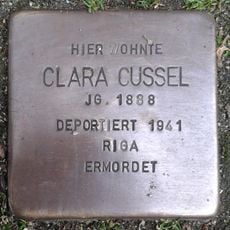 HIER WOHNTE
CLARA CUSSEL
JG. 1888
DEPORTIERT 1941
RIGA
ERMORDET